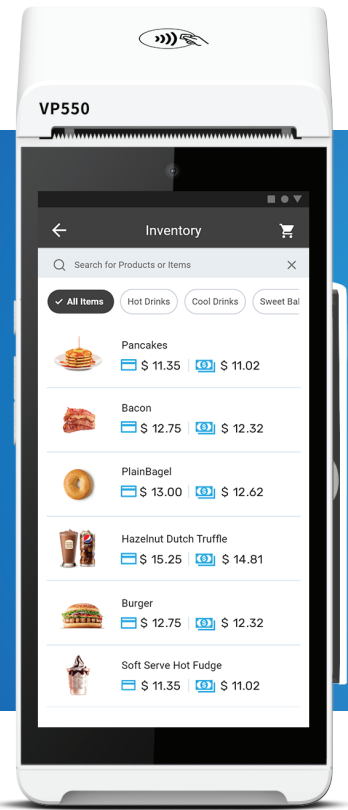 VP550
Inventory
Search for Products or Items
All Items Hot Drinks Cool Drinks Sweet Bal
Pancakes
$ 11.35 $ 11.02
Bacon
$ 12.75 $ 12.32
PlainBagel
$ 13.00 $ 12.62
Hazelnut Dutch Truffle
$ 15.25 $ 14.81
Burger
$ 12.75 $ 12.32
Soft Serve Hot Fudge
$ 11.35 $ 11.02